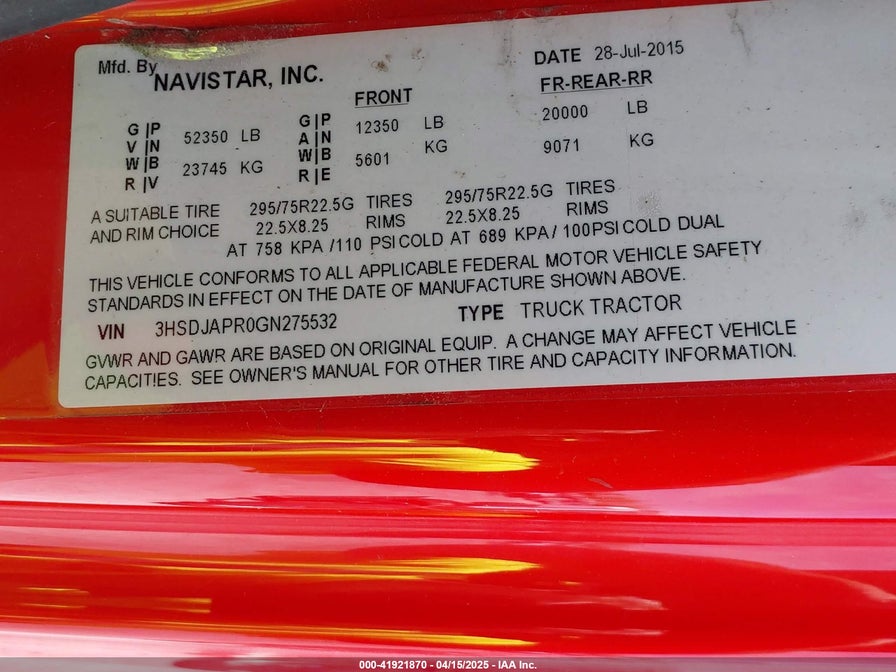 Mfd. By NAVISTAR, INC. DATE 28-Jul-2015
FRONT FR-REAR-RR
G|P 52350 LB G|P 12350 LB 20000 LB
V|N A|N
W|B 23745 KG W|B 5601 KG 9071 KG
R|V R|E
A SUITABLE TIRE 295/75R22.5G TIRES 295/75R22.5G TIRES
AND RIM CHOICE 22.5X8.25 RIMS 22.5X8.25 RIMS
AT 758 KPA /110 PSI COLD AT 689 KPA/ 100PSI COLD DUAL
THIS VEHICLE CONFORMS TO ALL APPLICABLE FEDERAL MOTOR VEHICLE SAFETY
STANDARDS IN EFFECT ON THE DATE OF MANUFACTURE SHOWN ABOVE.
VIN 3HSDJAPR0GN275532 TYPE TRUCK TRACTOR
GVWR AND GAWR ARE BASED ON ORIGINAL EQUIP. A CHANGE MAY AFFECT VEHICLE
CAPACITIES. SEE OWNER'S MANUAL FOR OTHER TIRE AND CAPACITY INFORMATION.
000-41921870 - 04/15/2025 - IAA Inc.